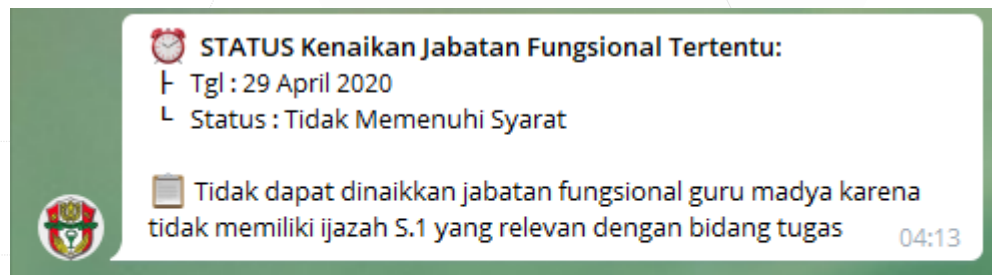 ⏰ STATUS Kenaikan Jabatan Fungsional Tertentu:
├ Tgl : 29 April 2020
└ Status : Tidak Memenuhi Syarat
📋 Tidak dapat dinaikkan jabatan fungsional guru madya karena
tidak memiliki ijazah S.1 yang relevan dengan bidang tugas
04:13